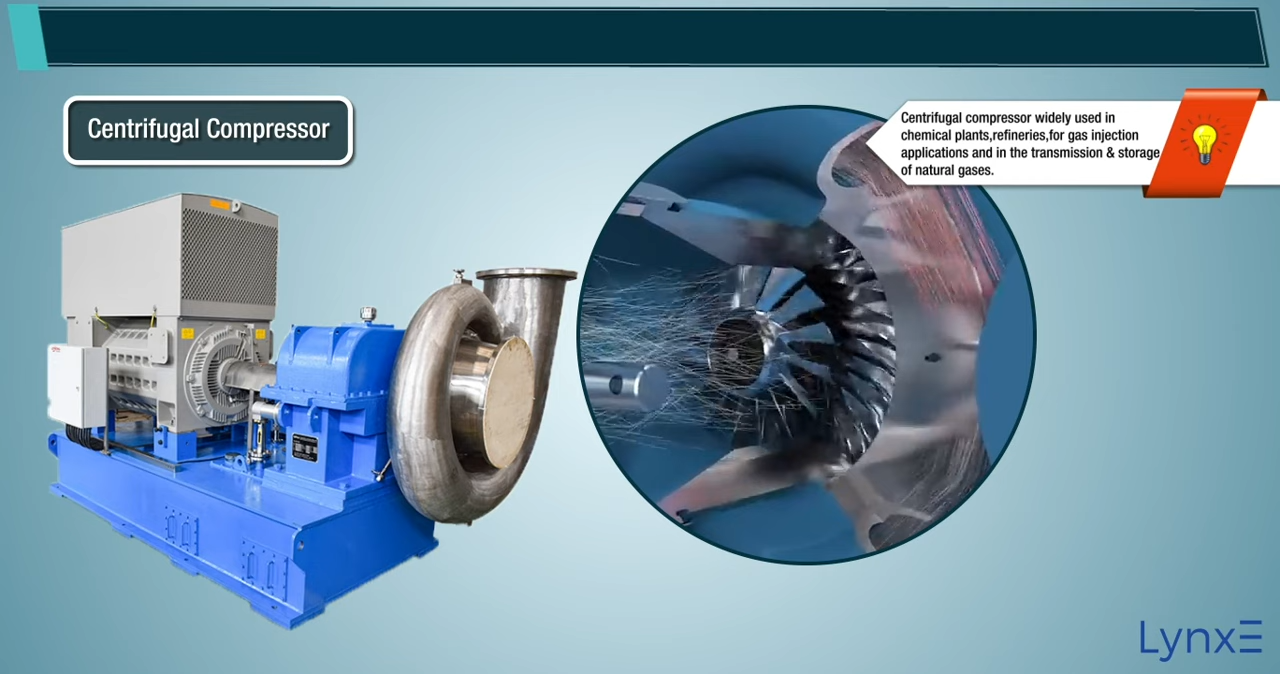 Centrifugal Compressor
Centrifugal compressor widely used in
chemical plants,refineries,for gas injection
applications and in the transmission & storage
of natural gases.
LynxE